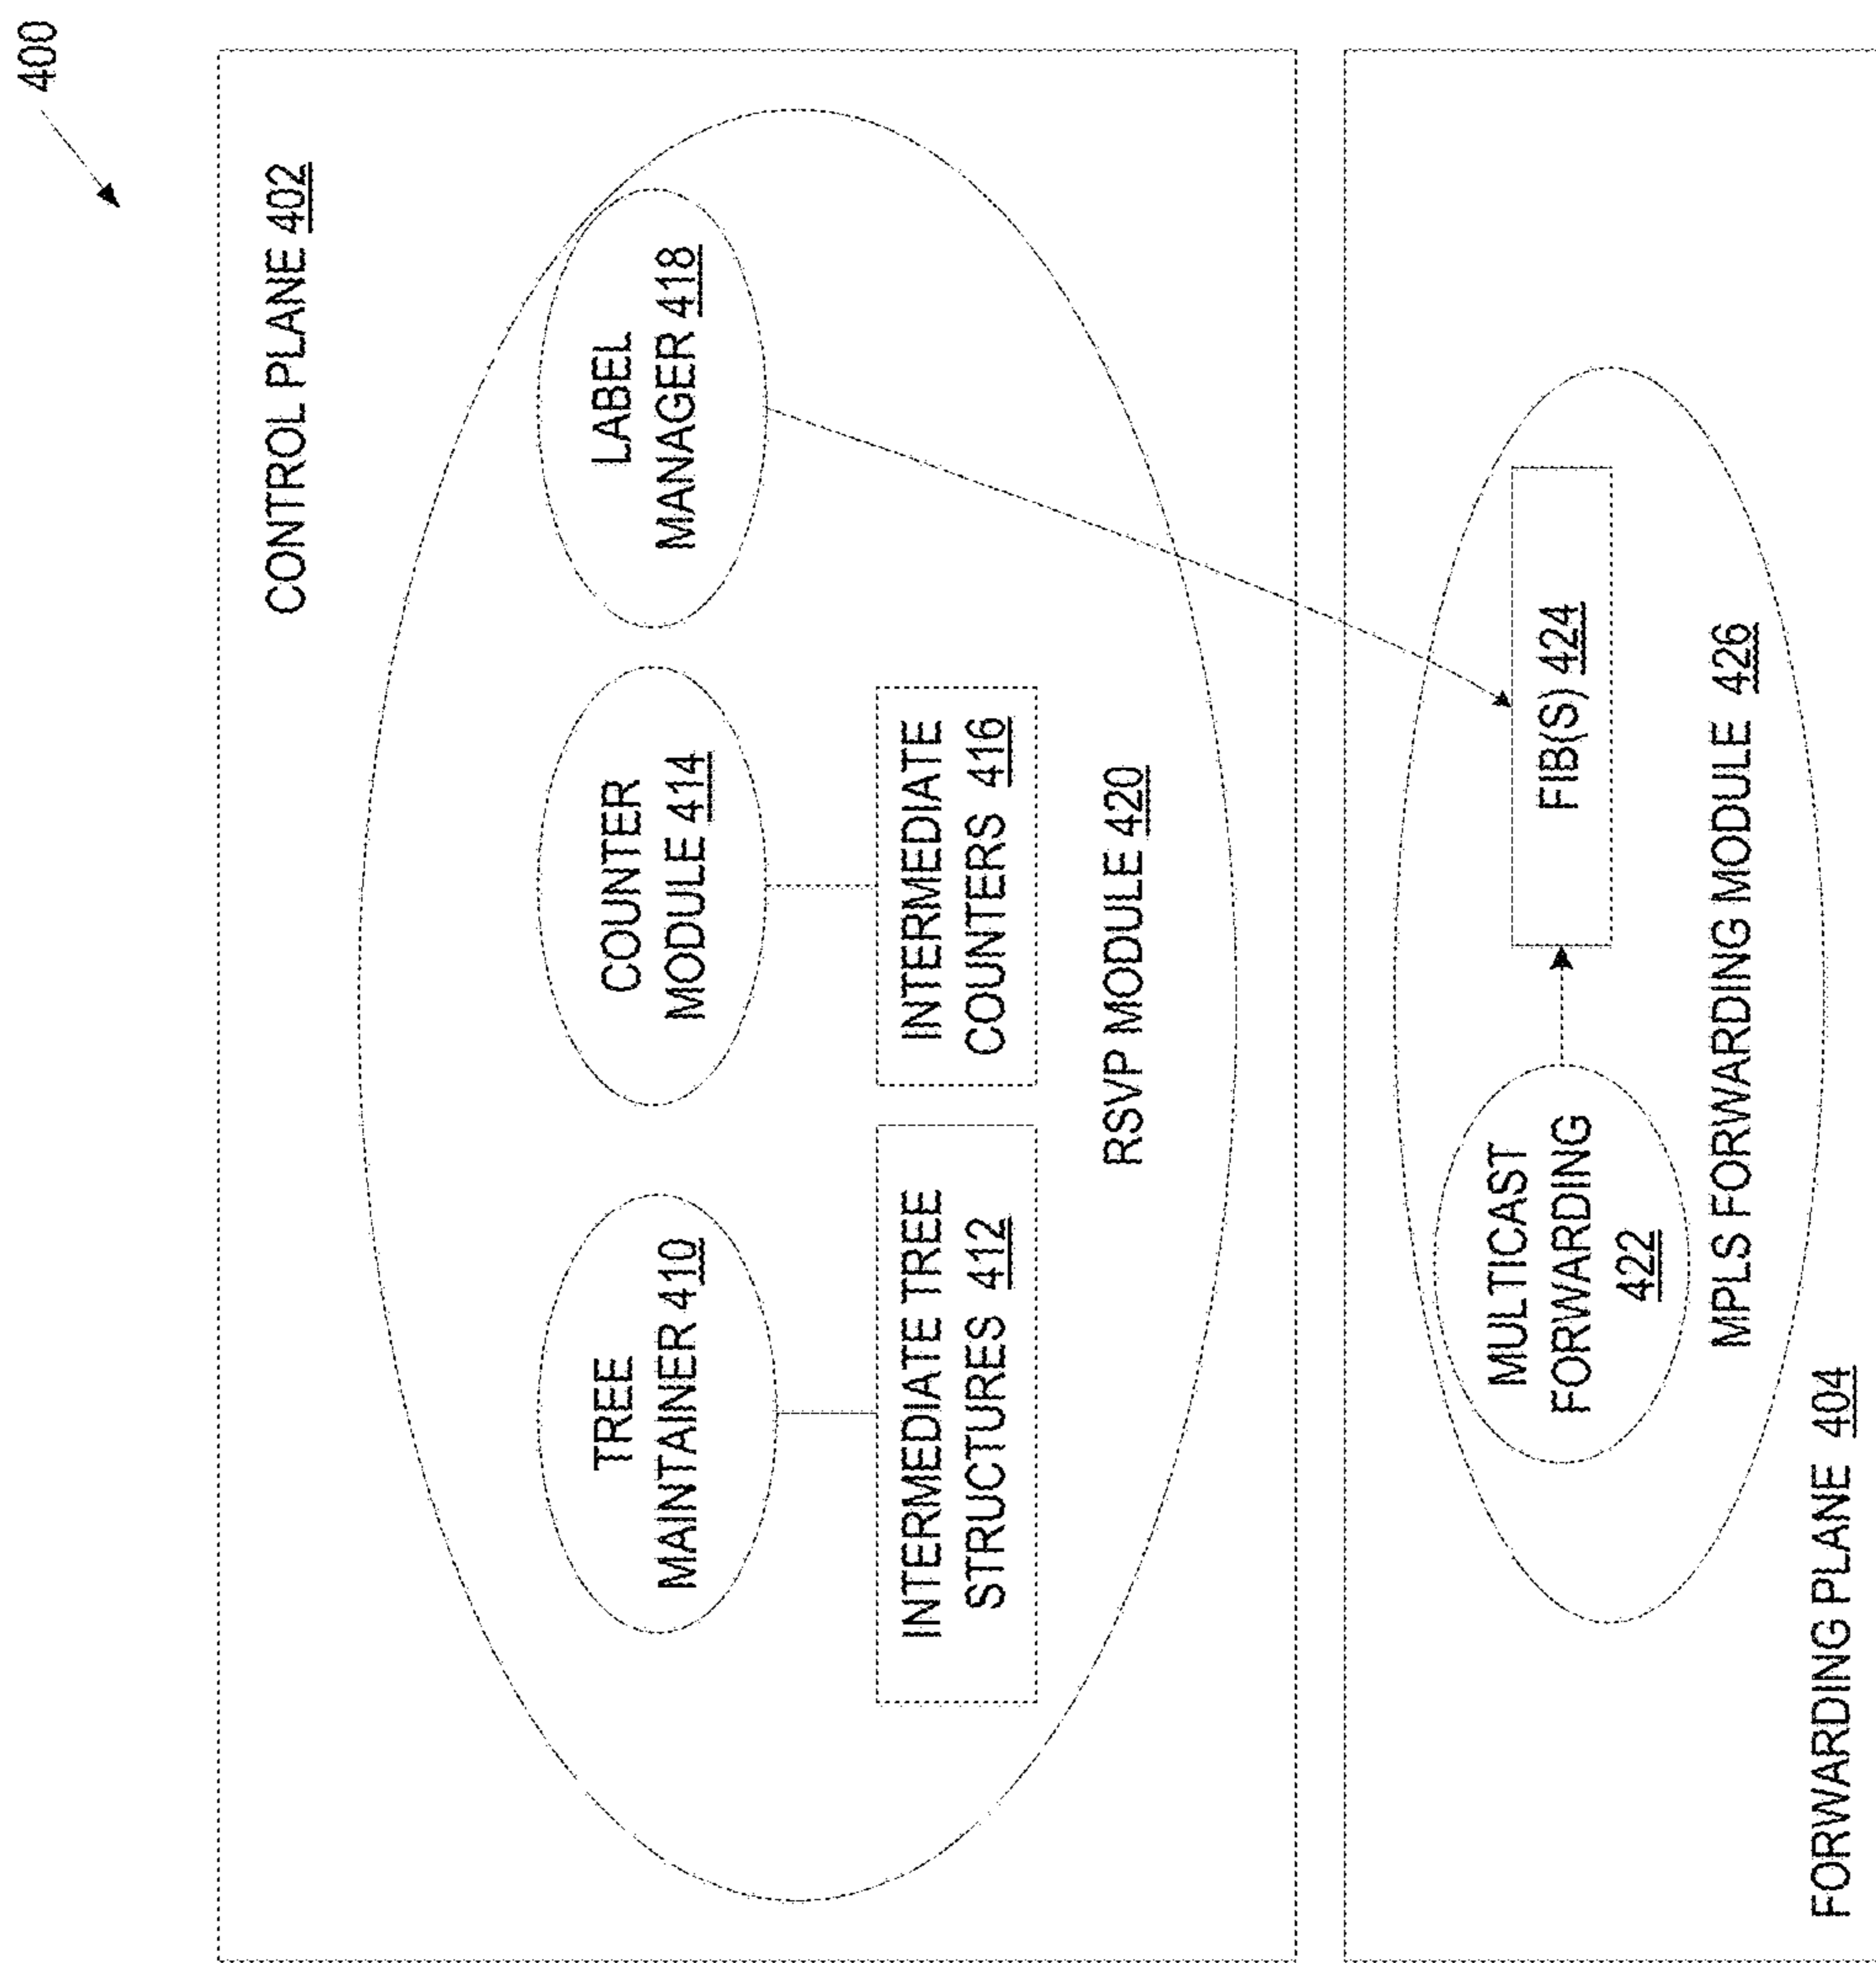 400
CONTROL PLANE 402
TREE
MAINTAINER 410
COUNTER
MODULE 414
LABEL
MANAGER 418
INTERMEDIATE TREE
STRUCTURES 412
INTERMEDIATE
COUNTERS 416
RSVP MODULE 420
MULTICAST
FORWARDING
422
FIB(S) 424
MPLS FORWARDING MODULE 426
FORWARDING PLANE 404